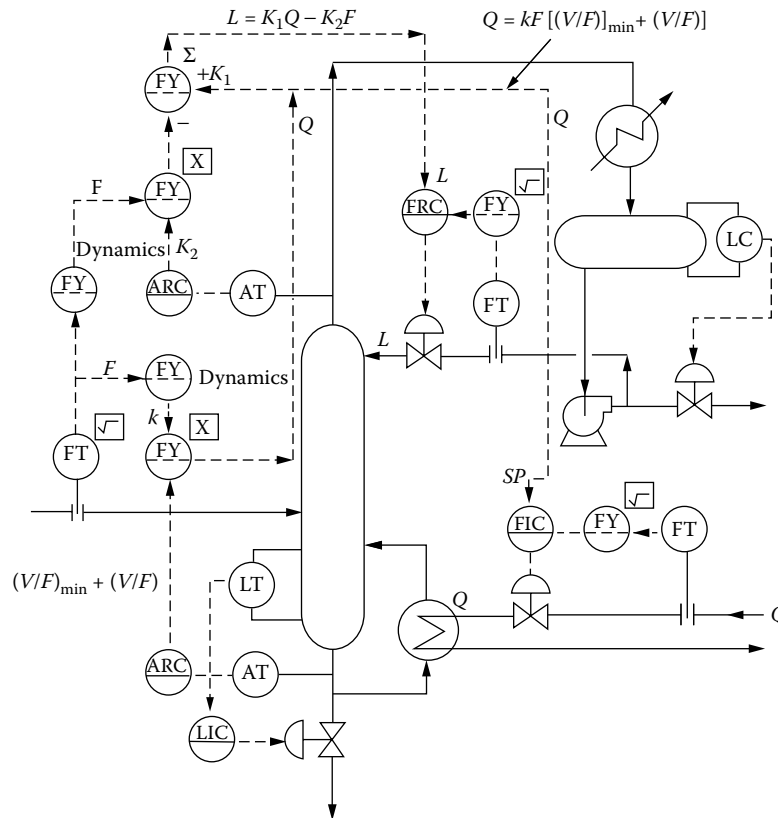 L = K₁Q − K₂F
Q = kF [(V/F)]min + (V/F)]
Σ
FY
+K₁
−
Q
Q
X
F
FY
L
√
FRC
FY
LC
Dynamics
K₂
FY
ARC
AT
FT
L
F
FY
Dynamics
k
√
X
FT
FY
SP
√
FIC
FY
FT
(V/F)min + (V/F)
LT
Q
ARC
AT
LIC